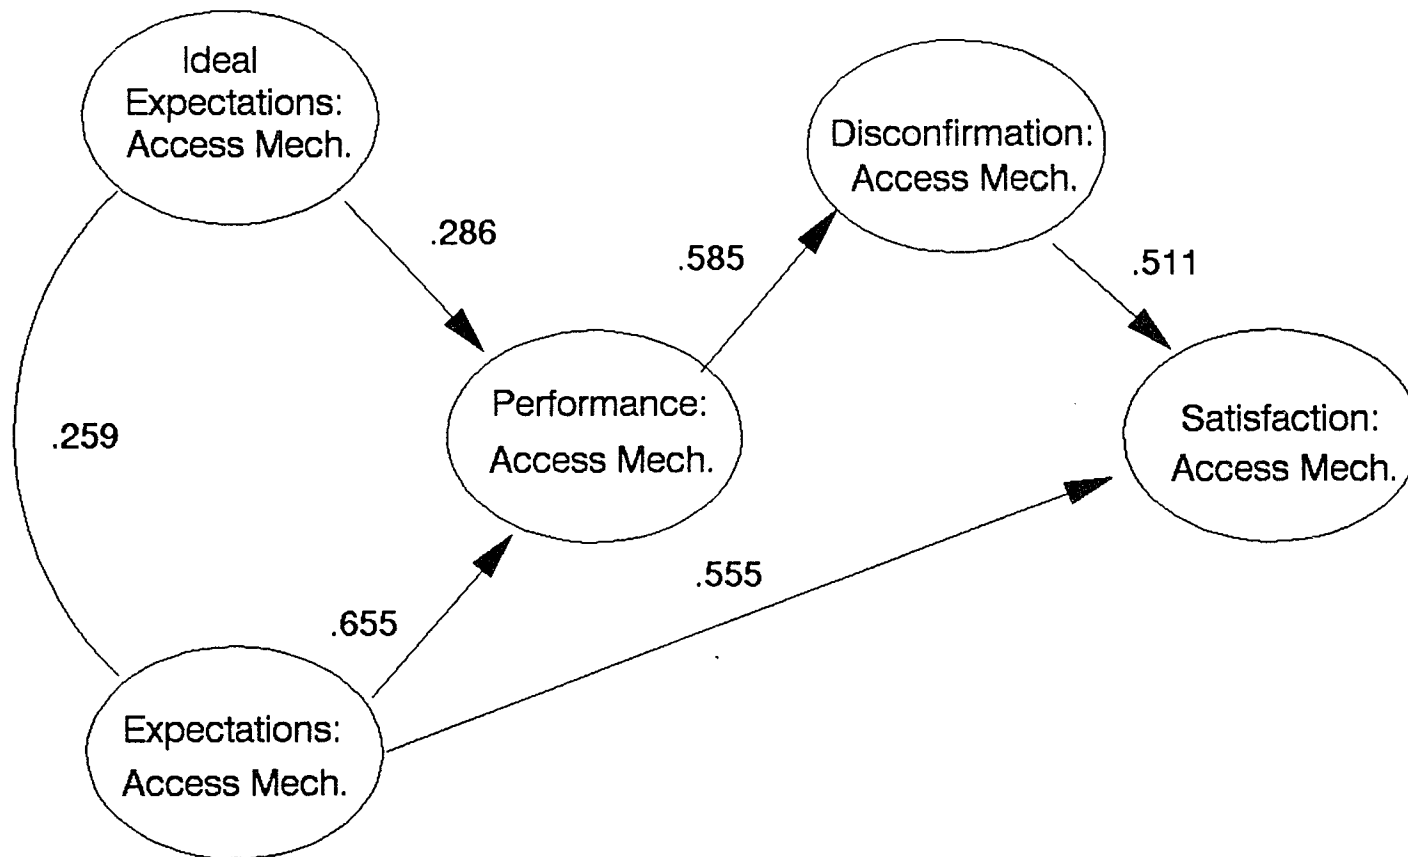 Ideal
Expectations:
Access Mech.
Disconfirmation:
Access Mech.
.286
.585
.511
Performance:
Access Mech.
Satisfaction:
Access Mech.
.259
.555
.655
Expectations:
Access Mech.